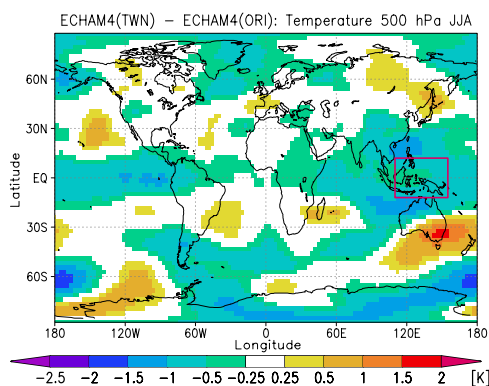 ECHAM4(TWN) − ECHAM4(ORI): Temperature 500 hPa JJA
Latitude
60N
30N
EQ
30S
60S
180 120W 60W 0 60E 120E 180
Longitude
−2.5 −2 −1.5 −1 −0.5 −0.25 0.25 0.5 1 1.5 2 [K]